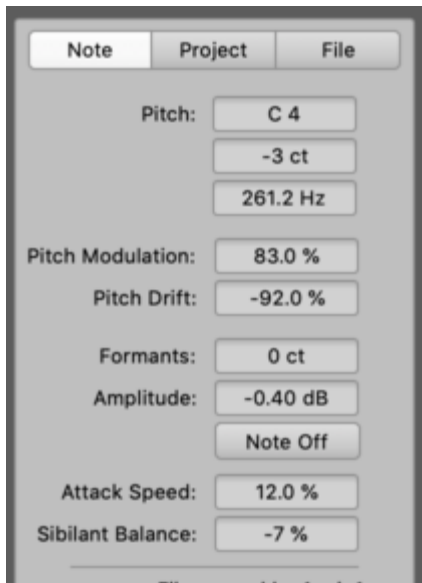 Note Project File
Pitch: C 4
-3 ct
261.2 Hz
Pitch Modulation: 83.0 %
Pitch Drift: -92.0 %
Formants: 0 ct
Amplitude: -0.40 dB
Note Off
Attack Speed: 12.0 %
Sibilant Balance: -7 %